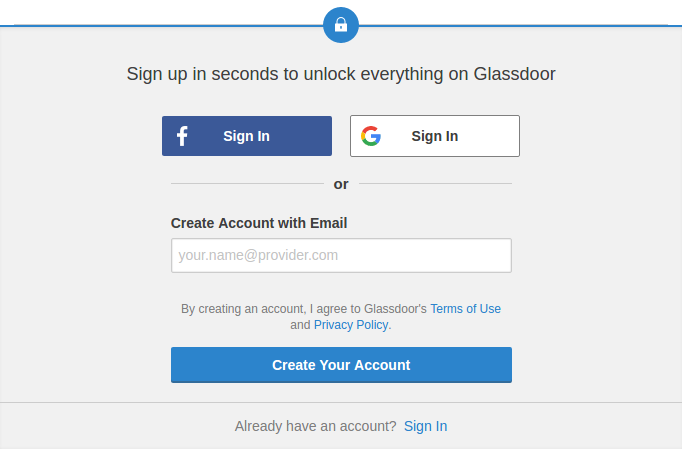 Sign up in seconds to unlock everything on Glassdoor
Sign In
Sign In
or
Create Account with Email
your.name@provider.com
By creating an account, I agree to Glassdoor's Terms of Use
and Privacy Policy.
Create Your Account
Already have an account? Sign In